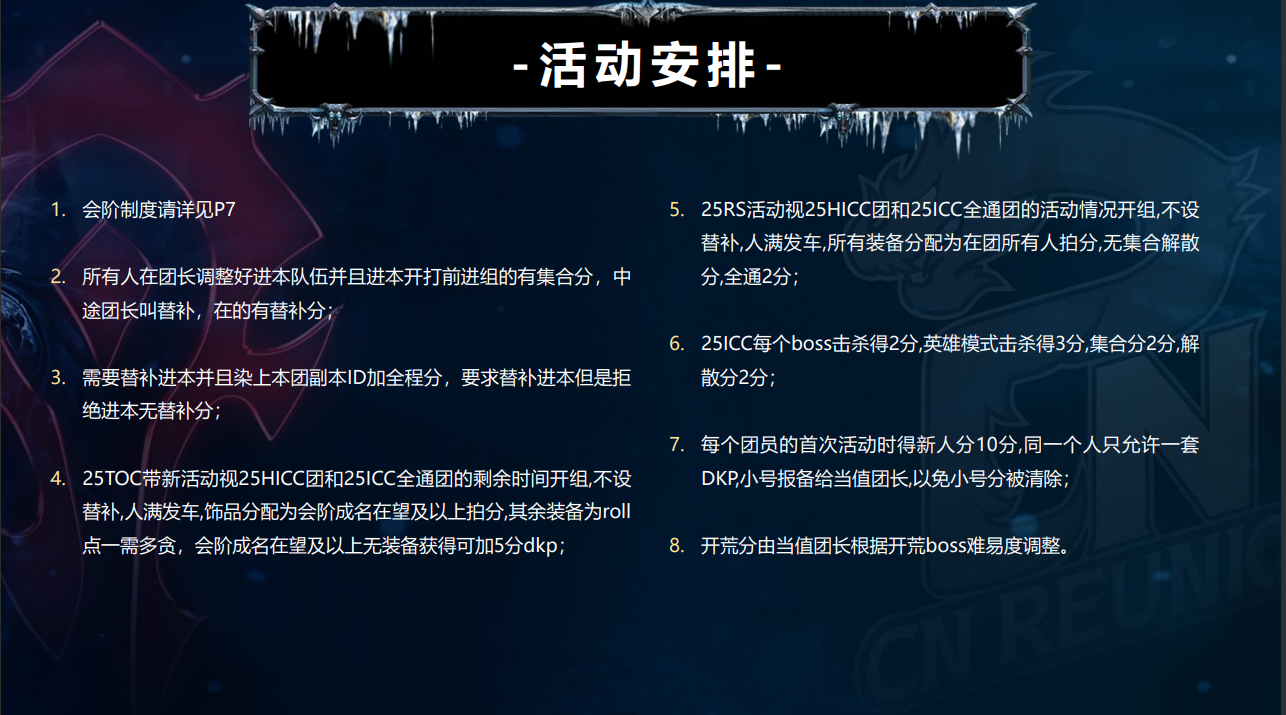 -活动安排-
1. 会阶制度请详见P7
2. 所有人在团长调整好进本队伍并且进本开打前进组的有集合分，中
途团长叫替补，在的有替补分；
3. 需要替补进本并且染上本团副本ID加全程分，要求替补进本但是拒
绝进本无替补分；
4. 25TOC带新活动视25HICC团和25ICC全通团的剩余时间开组,不设
替补,人满发车,饰品分配为会阶成名在望及以上拍分,其余装备为roll
点一需多贪，会阶成名在望及以上无装备获得可加5分dkp；
5. 25RS活动视25HICC团和25ICC全通团的活动情况开组,不设
替补,人满发车,所有装备分配为在团所有人拍分,无集合解散
分,全通2分；
6. 25ICC每个boss击杀得2分,英雄模式击杀得3分,集合分2分,解
散分2分；
7. 每个团员的首次活动时得新人分10分,同一个人只允许一套
DKP,小号报备给当值团长,以免小号分被清除；
8. 开荒分由当值团长根据开荒boss难易度调整。
CN REUNIO